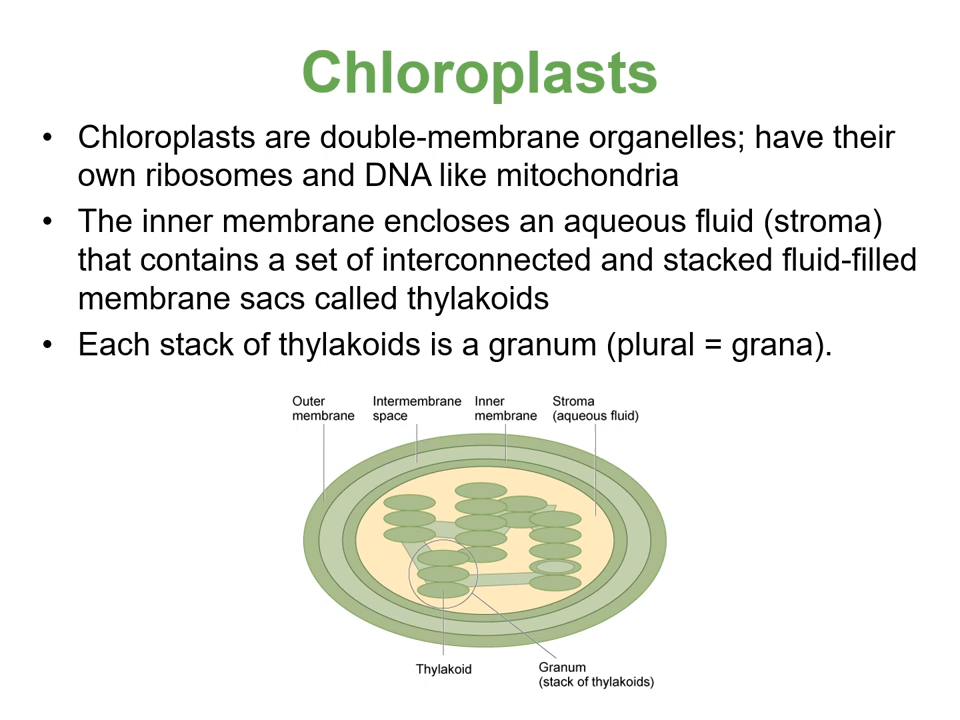 Chloroplasts
• Chloroplasts are double-membrane organelles; have their
own ribosomes and DNA like mitochondria
• The inner membrane encloses an aqueous fluid (stroma)
that contains a set of interconnected and stacked fluid-filled
membrane sacs called thylakoids
• Each stack of thylakoids is a granum (plural = grana).
Outer
membrane
Intermembrane
space
Inner
membrane
Stroma
(aqueous fluid)
Thylakoid
Granum
(stack of thylakoids)